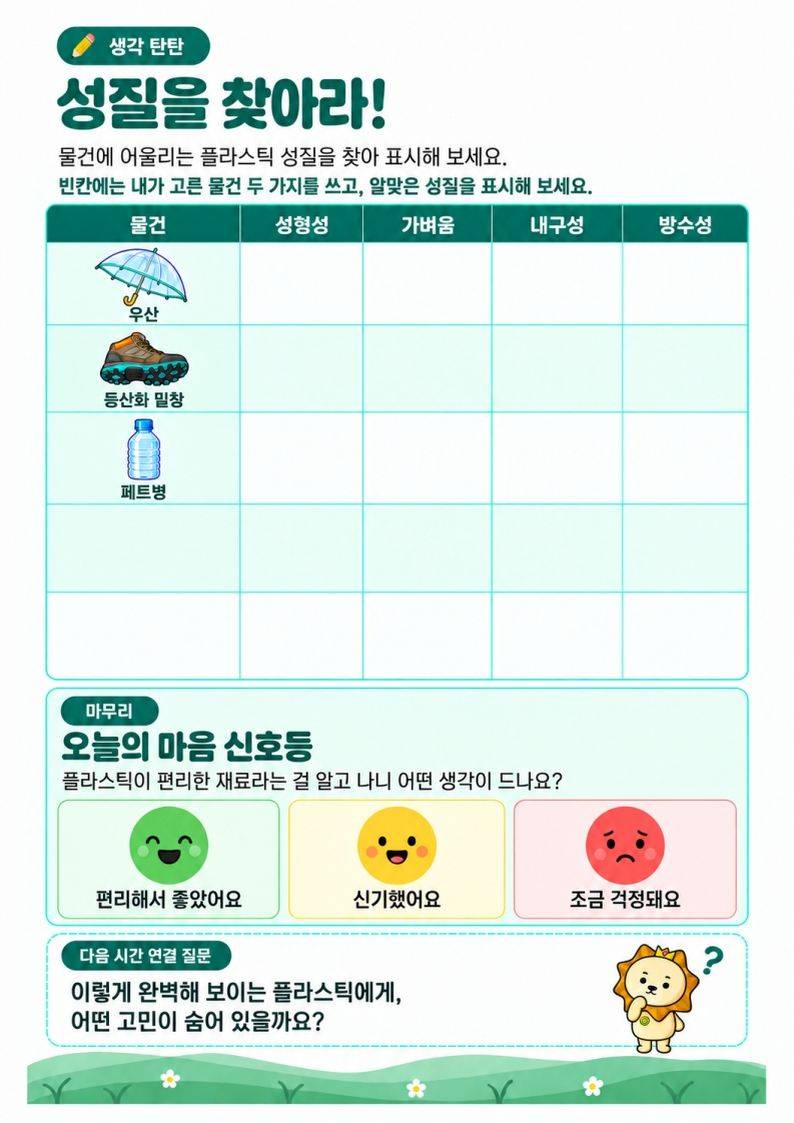 생각 탄탄
성질을 찾아라!
물건에 어울리는 플라스틱 성질을 찾아 표시해 보세요.
빈칸에는 내가 고른 물건 두 가지를 쓰고, 알맞은 성질을 표시해 보세요.
물건 성형성 가벼움 내구성 방수성
우산
등산화 밑창
페트병
마무리
오늘의 마음 신호등
플라스틱이 편리한 재료라는 걸 알고 나니 어떤 생각이 드나요?
편리해서 좋았어요 신기했어요 조금 걱정돼요
다음 시간 연결 질문
이렇게 완벽해 보이는 플라스틱에게,
어떤 고민이 숨어 있을까요?
?